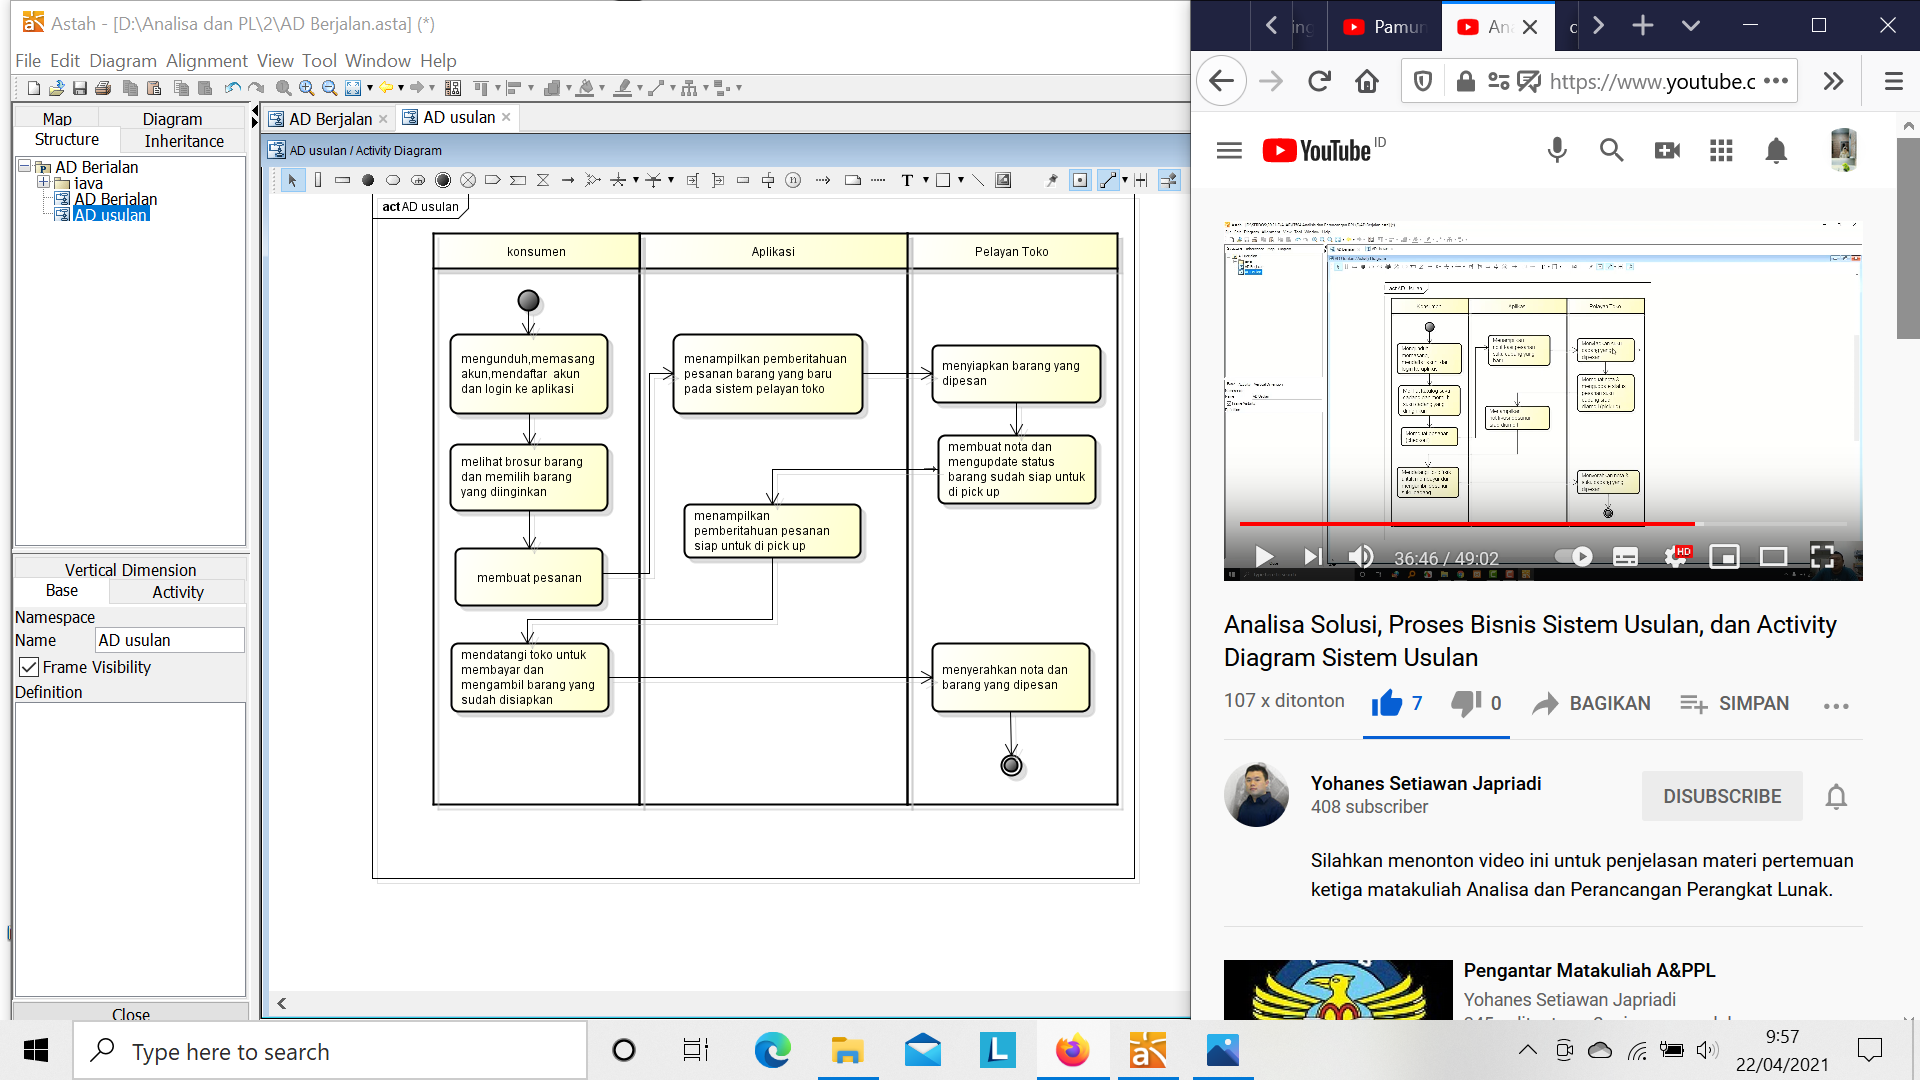 Astah - [D:\Analisa dan PL\2\AD Berjalan.asta] (*)
File Edit Diagram Alignment View Tool Window Help
Map
Diagram
Structure
Inheritance
AD Berjalan
java
AD Berjalan
AD usulan
Vertical Dimension
Base
Activity
Namespace
Name
AD usulan
Frame Visibility
Definition
Close
AD Berjalan
AD usulan
AD usulan / Activity Diagram
T
act AD usulan
konsumen
Aplikasi
Pelayan Toko
mengunduh,memasang
akun,mendaftar akun
dan login ke aplikasi
menampilkan pemberitahuan
pesanan barang yang baru
pada sistem pelayan toko
menyiapkan barang yang
dipesan
melihat brosur barang
dan memilih barang
yang diinginkan
membuat nota dan
mengupdate status
barang sudah siap untuk
di pick up
menampilkan
pemberitahuan pesanan
siap untuk di pick up
membuat pesanan
mendatangi toko untuk
membayar dan
mengambil barang yang
sudah disiapkan
menyerahkan nota dan
barang yang dipesan
Pamun
An
https://www.youtube.c
YouTube ID
36:46 / 49:02
HD
Analisa Solusi, Proses Bisnis Sistem Usulan, dan Activity
Diagram Sistem Usulan
107 x ditonton
7
0
BAGIKAN
SIMPAN
Yohanes Setiawan Japriadi
408 subscriber
DISUBSCRIBE
Silahkan menonton video ini untuk penjelasan materi pertemuan
ketiga matakuliah Analisa dan Perancangan Perangkat Lunak.
Pengantar Matakuliah A&PPL
Yohanes Setiawan Japriadi
Type here to search
9:57
22/04/2021